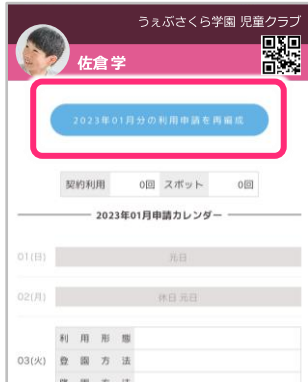 うぇぶさくら学園 児童クラブ
佐倉学
2023年01月分の利用申請を再編成
契約利用 0回 スポット 0回
2023年01月申請カレンダー
01(日) 元日
02(月) 休日 元日
利用形態
03(火) 登園方法